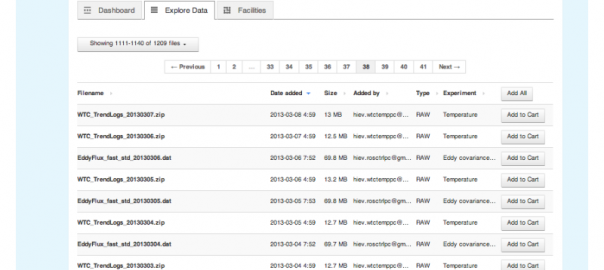 Dashboard Explore Data Facilities
Showing 1111-1140 of 1209 files
← Previous 1 2 ... 33 34 35 36 37 38 39 40 41 Next →
Filename Date added Size Added by Type Experiment Add All
WTC_TrendLogs_20130307.zip 2013-03-08 4:59 13 MB hiev.wtctemppc@... RAW Temperature Add to Cart
WTC_TrendLogs_20130306.zip 2013-03-07 4:59 12.5 MB hiev.wtctemppc@... RAW Temperature Add to Cart
EddyFlux_fast_std_20130306.dat 2013-03-06 7:52 69.8 MB hiev.roscfrpc@gm... RAW Eddy covariance... Add to Cart
WTC_TrendLogs_20130305.zip 2013-03-06 4:59 13.2 MB hiev.wtctemppc@... RAW Temperature Add to Cart
EddyFlux_fast_std_20130305.dat 2013-03-05 7:53 69.8 MB hiev.roscfrpc@gm... RAW Eddy covariance... Add to Cart
WTC_TrendLogs_20130304.zip 2013-03-05 4:59 12.7 MB hiev.wtctemppc@... RAW Temperature Add to Cart
EddyFlux_fast_std_20130304.dat 2013-03-04 7:52 69.7 MB hiev.roscfrpc@gm... RAW Eddy covariance... Add to Cart
WTC_TrendLogs_20130303.zip 2013-03-04 4:59 12.7 MB hiev.wtctemppc@... RAW Temperature Add to Cart